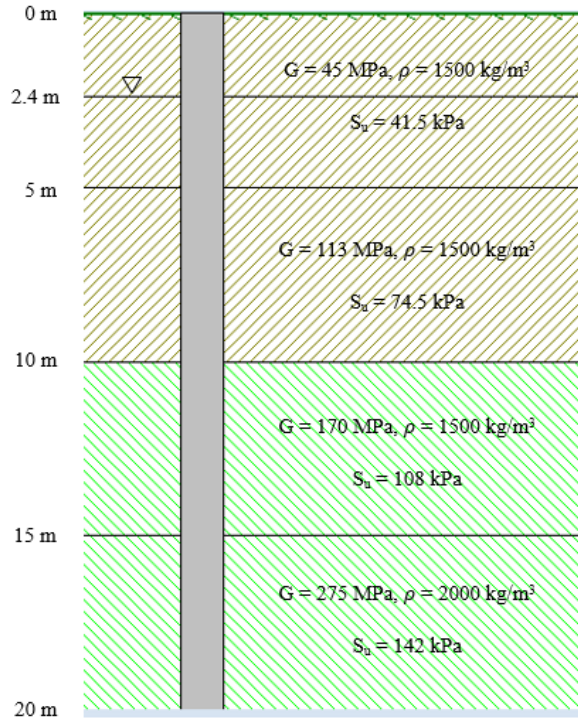 0 m
G = 45 MPa, ρ = 1500 kg/m³
2.4 m
Sᵤ = 41.5 kPa
5 m
G = 113 MPa, ρ = 1500 kg/m³
Sᵤ = 74.5 kPa
10 m
G = 170 MPa, ρ = 1500 kg/m³
Sᵤ = 108 kPa
15 m
G = 275 MPa, ρ = 2000 kg/m³
Sᵤ = 142 kPa
20 m